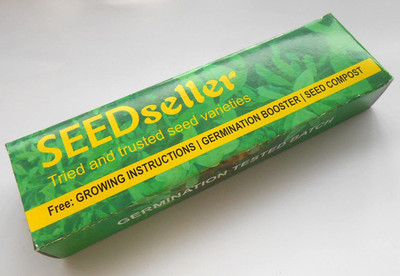 SEEDseller
Tried and trusted seed varieties
Free: GROWING INSTRUCTIONS | GERMINATION BOOSTER | SEED COMPOST
GERMINATION TESTED BATCH